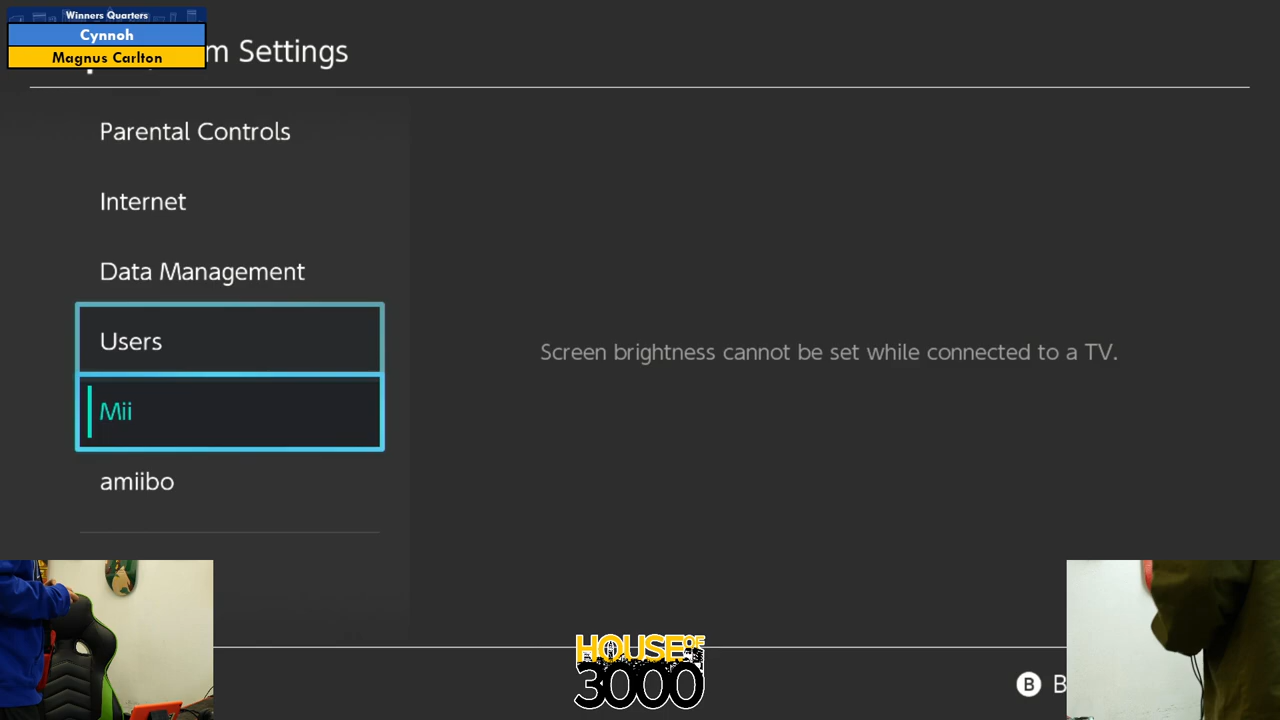 Winners Quarters
Cynnoh
Magnus Carlton
m Settings
Parental Controls
Internet
Data Management
Users
Mii
amiibo
Screen brightness cannot be set while connected to a TV.
HOUSE OF
3000
B B